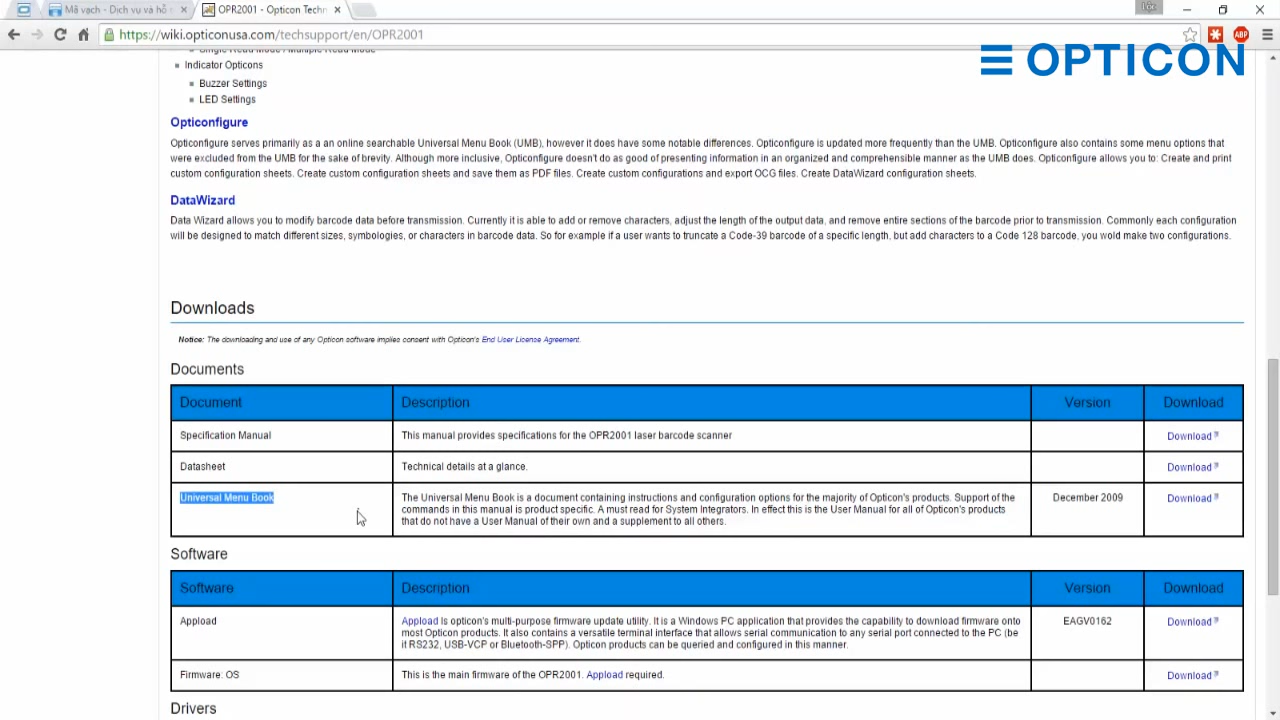 Mã vạch - Dịch vụ và hỗ
OPR2001 - Opticon Techn
Lộc
https://wiki.opticonusa.com/techsupport/en/OPR2001
ABP
OPTICON
Single Read Mode / Multiple Read Mode
Indicator Opticons
Buzzer Settings
LED Settings
Opticonfigure
Opticonfigure serves primarily as a an online searchable Universal Menu Book (UMB), however it does have some notable differences. Opticonfigure is updated more frequently than the UMB. Opticonfigure also contains some menu options that
were excluded from the UMB for the sake of brevity. Although more inclusive, Opticonfigure doesn't do as good of presenting information in an organized and comprehensible manner as the UMB does. Opticonfigure allows you to: Create and print
custom configuration sheets. Create custom configuration sheets and save them as PDF files. Create custom configurations and export OCG files. Create DataWizard configuration sheets.
DataWizard
Data Wizard allows you to modify barcode data before transmission. Currently it is able to add or remove characters, adjust the length of the output data, and remove entire sections of the barcode prior to transmission. Commonly each configuration
will be designed to match different sizes, symbologies, or characters in barcode data. So for example if a user wants to truncate a Code-39 barcode of a specific length, but add characters to a Code 128 barcode, you wold make two configurations.
Downloads
Notice: The downloading and use of any Opticon software implies consent with Opticon's End User License Agreement.
Documents
Document Description Version Download
Specification Manual This manual provides specifications for the OPR2001 laser barcode scanner Download
Datasheet Technical details at a glance. Download
Universal Menu Book The Universal Menu Book is a document containing instructions and configuration options for the majority of Opticon's products. Support of the December 2009 Download
commands in this manual is product specific. A must read for System Integrators. In effect this is the User Manual for all of Opticon's products
that do not have a User Manual of their own and a supplement to all others.
Software
Software Description Version Download
Appload Appload Is opticon's multi-purpose firmware update utility. It is a Windows PC application that provides the capability to download firmware onto EAGV0162 Download
most Opticon products. It also contains a versatile terminal interface that allows serial communication to any serial port connected to the PC (be
it RS232, USB-VCP or Bluetooth-SPP). Opticon products can be queried and configured in this manner.
Firmware: OS This is the main firmware of the OPR2001. Appload required. Download
Drivers